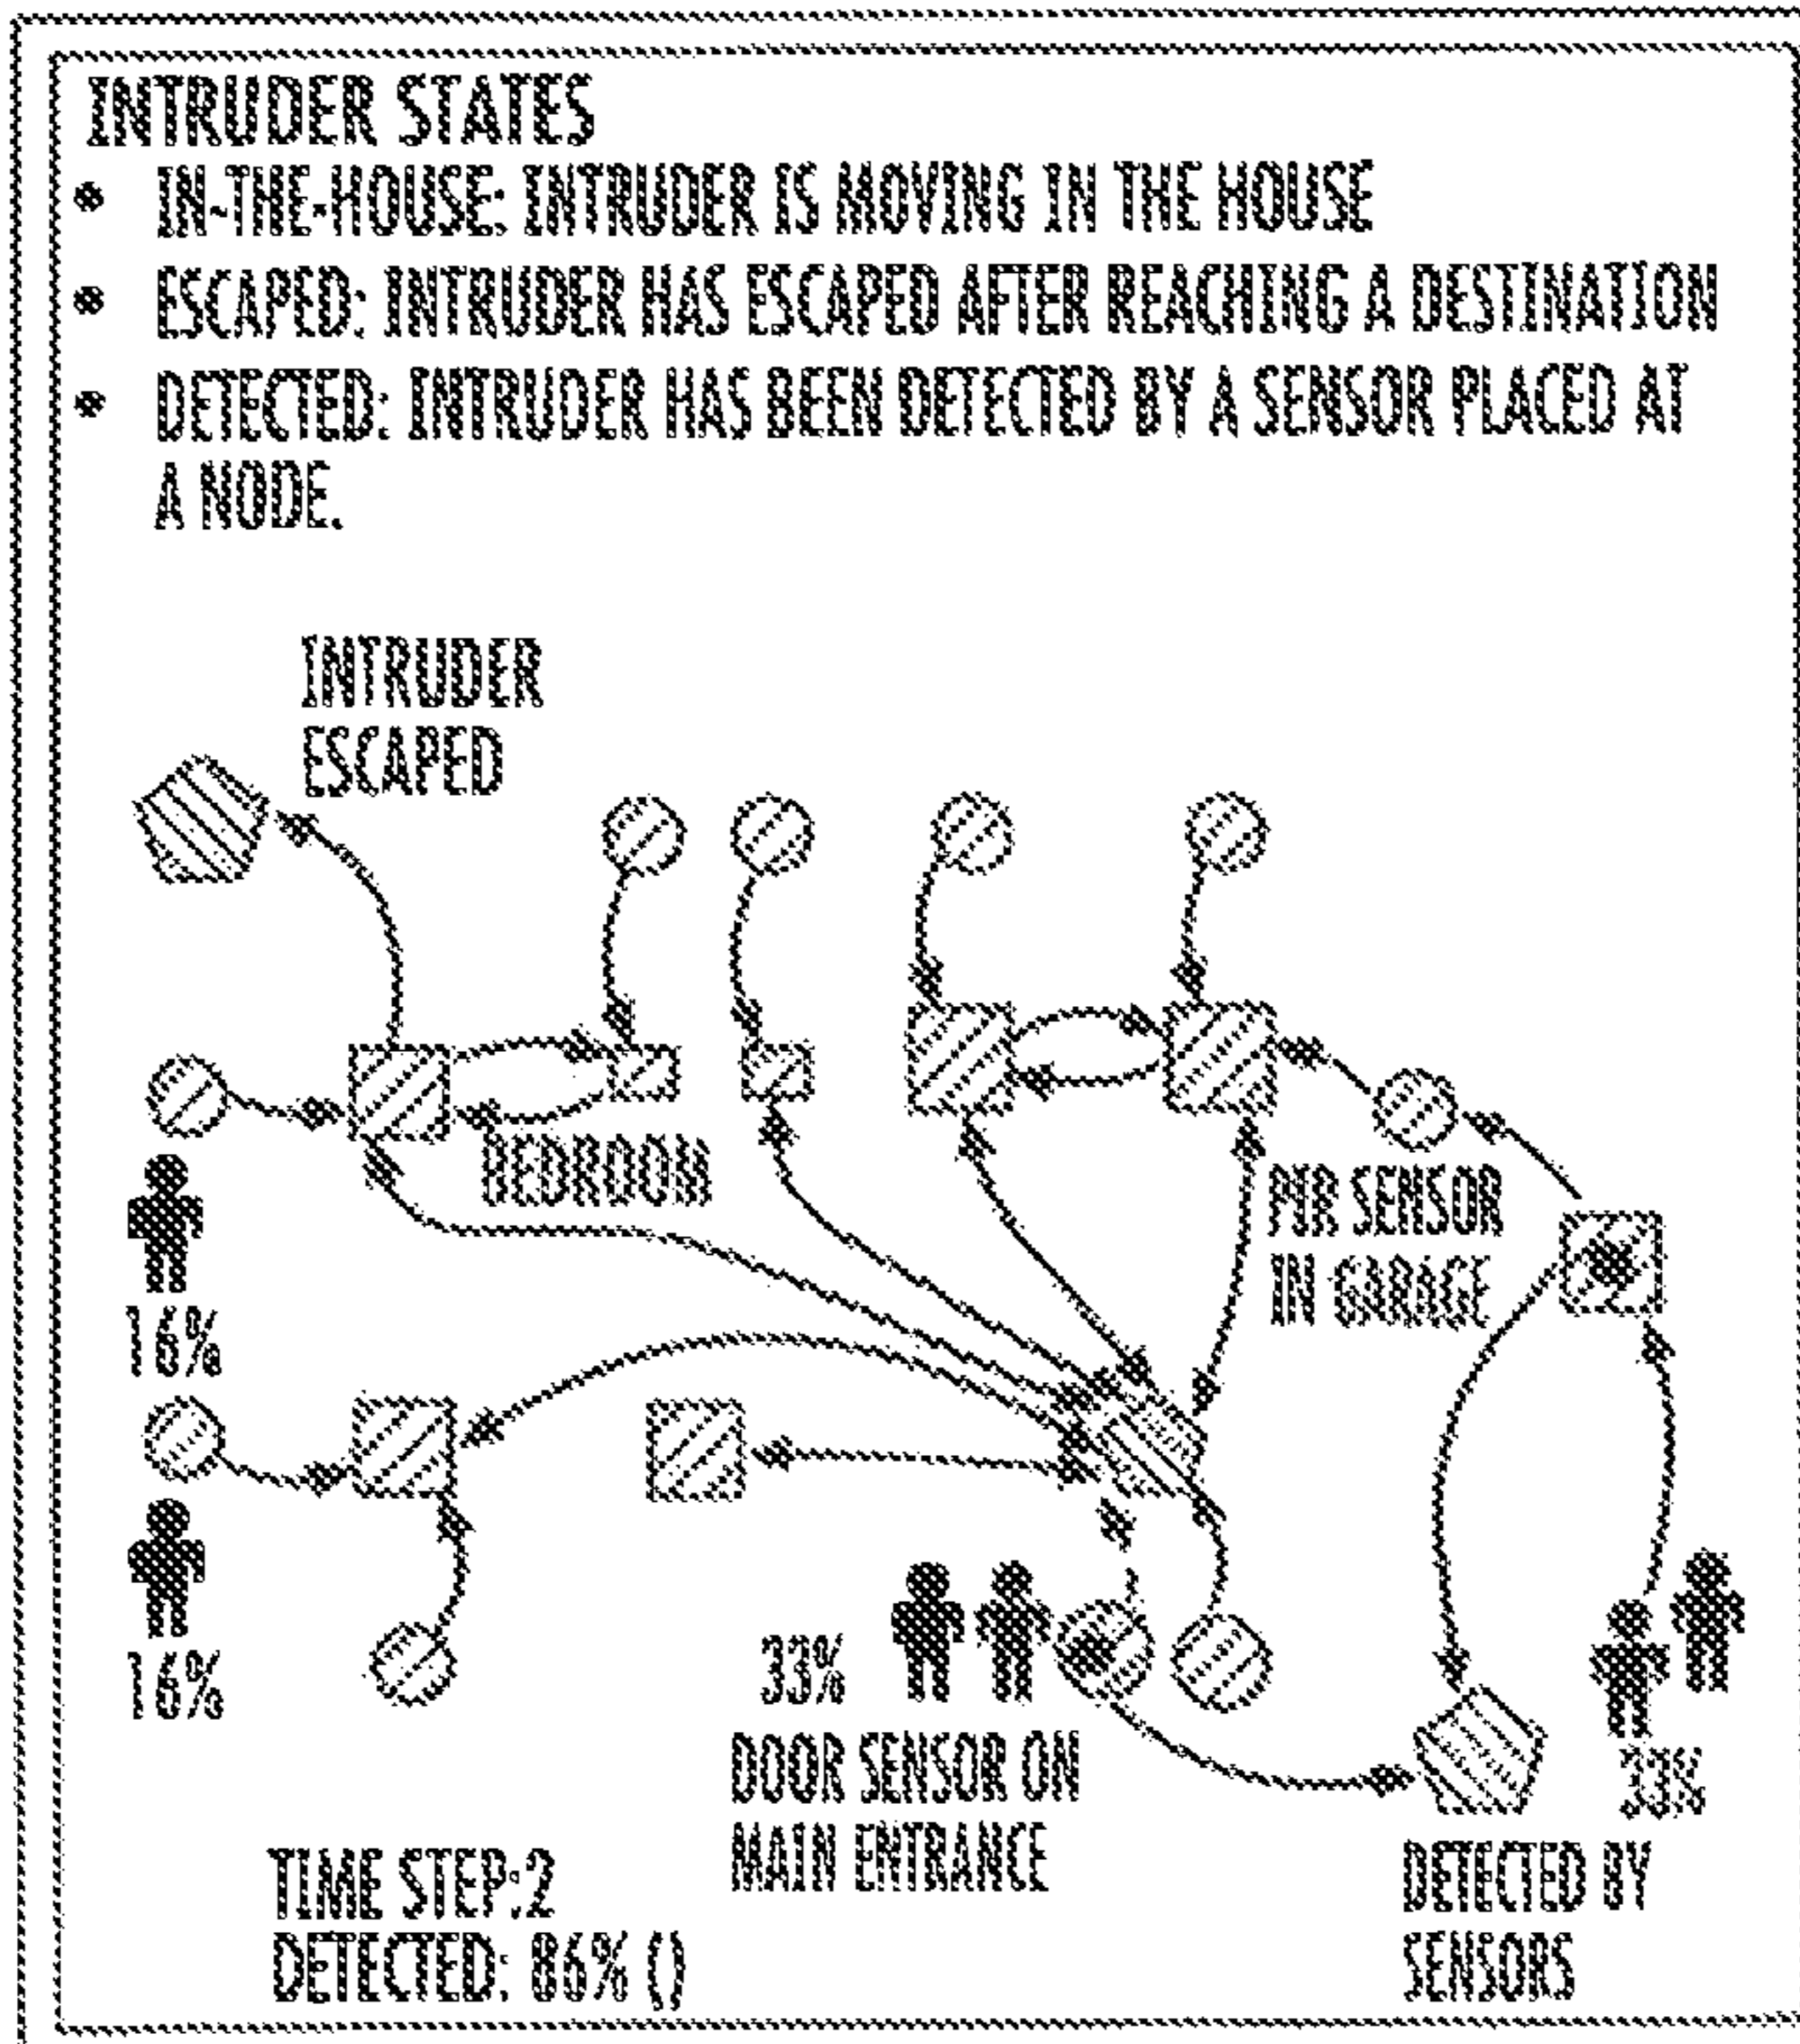 INTRUDER STATES
• IN-THE-HOUSE: INTRUDER IS MOVING IN THE HOUSE
• ESCAPED: INTRUDER HAS ESCAPED AFTER REACHING A DESTINATION
• DETECTED: INTRUDER HAS BEEN DETECTED BY A SENSOR PLACED AT
A NODE.
INTRUDER
ESCAPED
BEDROOM
PIR SENSOR
IN GARAGE
16%
16%
33%
DOOR SENSOR ON
MAIN ENTRANCE
33%
DETECTED BY
SENSORS
TIME STEP:2
DETECTED: 86% ()